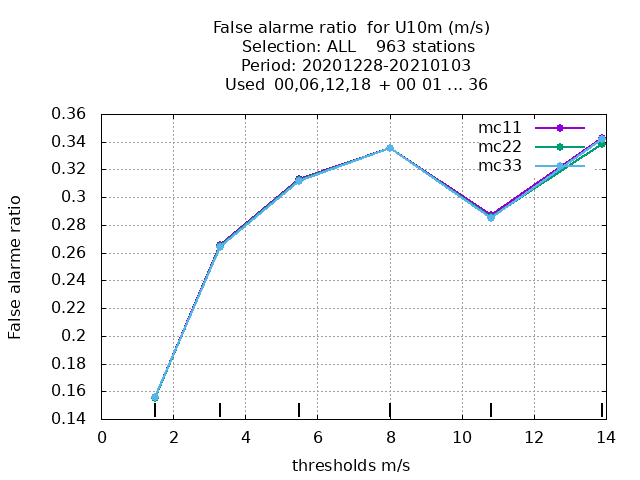 False alarme ratio  for U10m (m/s)
Selection: ALL    963 stations
Period: 20201228-20210103
Used  00,06,12,18  + 00 01 ... 36
False alarme ratio
0.36
0.34
0.32
0.3
0.28
0.26
0.24
0.22
0.2
0.18
0.16
0.14
mc11
mc22
mc33
0 2 4 6 8 10 12 14
thresholds m/s